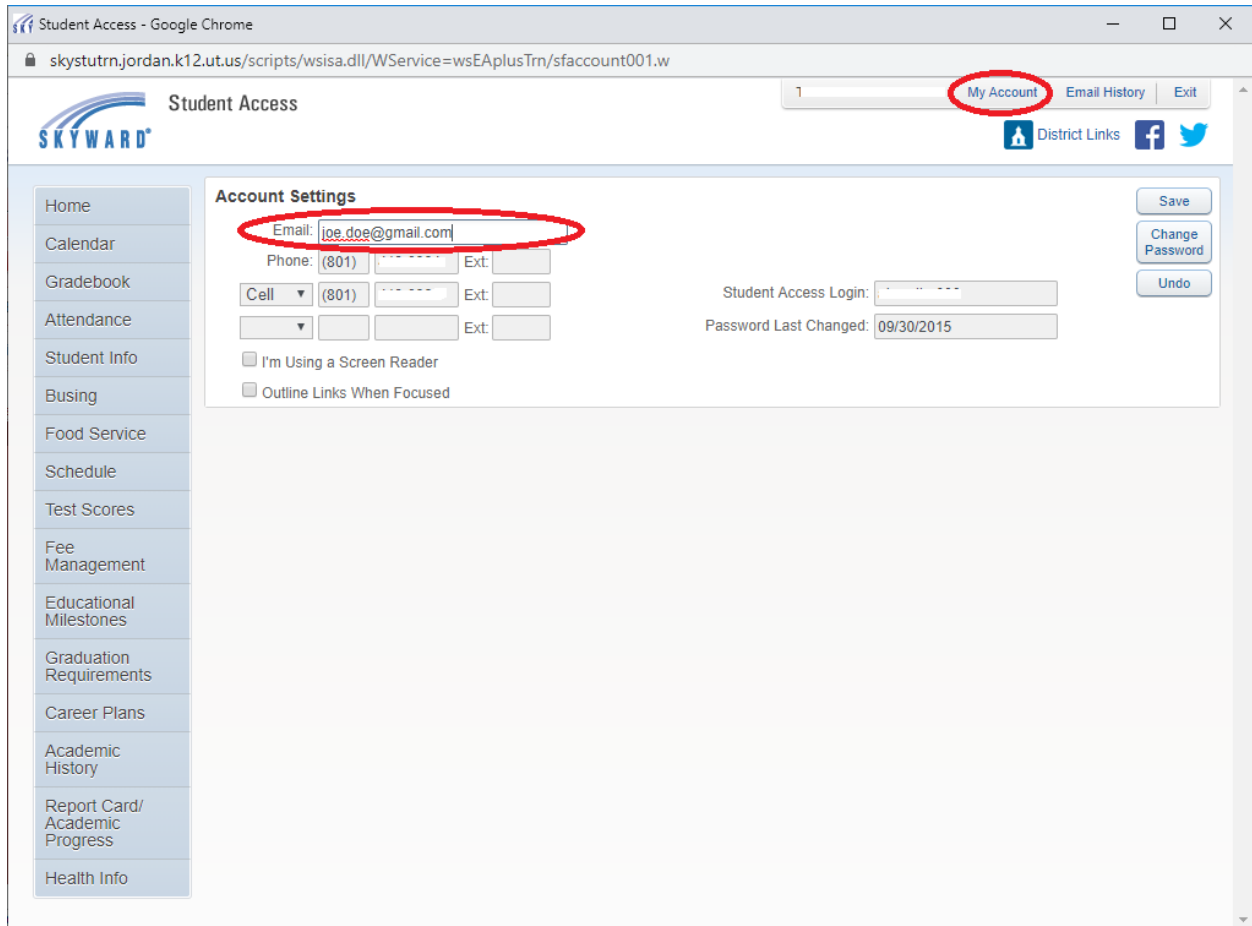 Student Access - Google Chrome
skystutrn.jordan.k12.ut.us/scripts/wsisa.dll/WService=wsEAplusTrn/sfaccount001.w
My Account Email History Exit
SKYWARD® Student Access
District Links
Home
Calendar
Gradebook
Attendance
Student Info
Busing
Food Service
Schedule
Test Scores
Fee
Management
Educational
Milestones
Graduation
Requirements
Career Plans
Academic
History
Report Card/
Academic
Progress
Health Info
Account Settings
Email: joe.doe@gmail.com
Phone: (801) Ext:
Cell (801) Ext:
Ext:
I'm Using a Screen Reader
Outline Links When Focused
Student Access Login:
Password Last Changed: 09/30/2015
Save
Change
Password
Undo